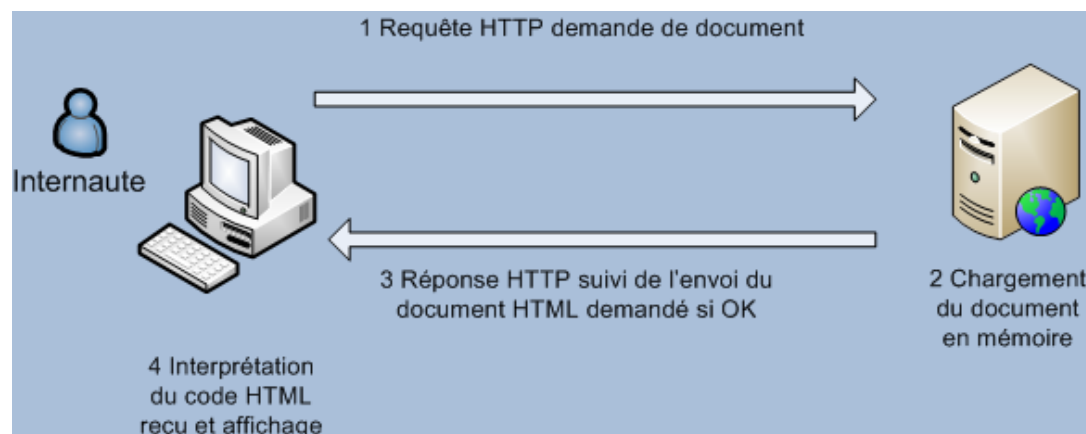 1 Requête HTTP demande de document
Internaute
3 Réponse HTTP suivi de l'envoi du
document HTML demandé si OK
2 Chargement
du document
en mémoire
4 Interprétation
du code HTML
reçu et affichage